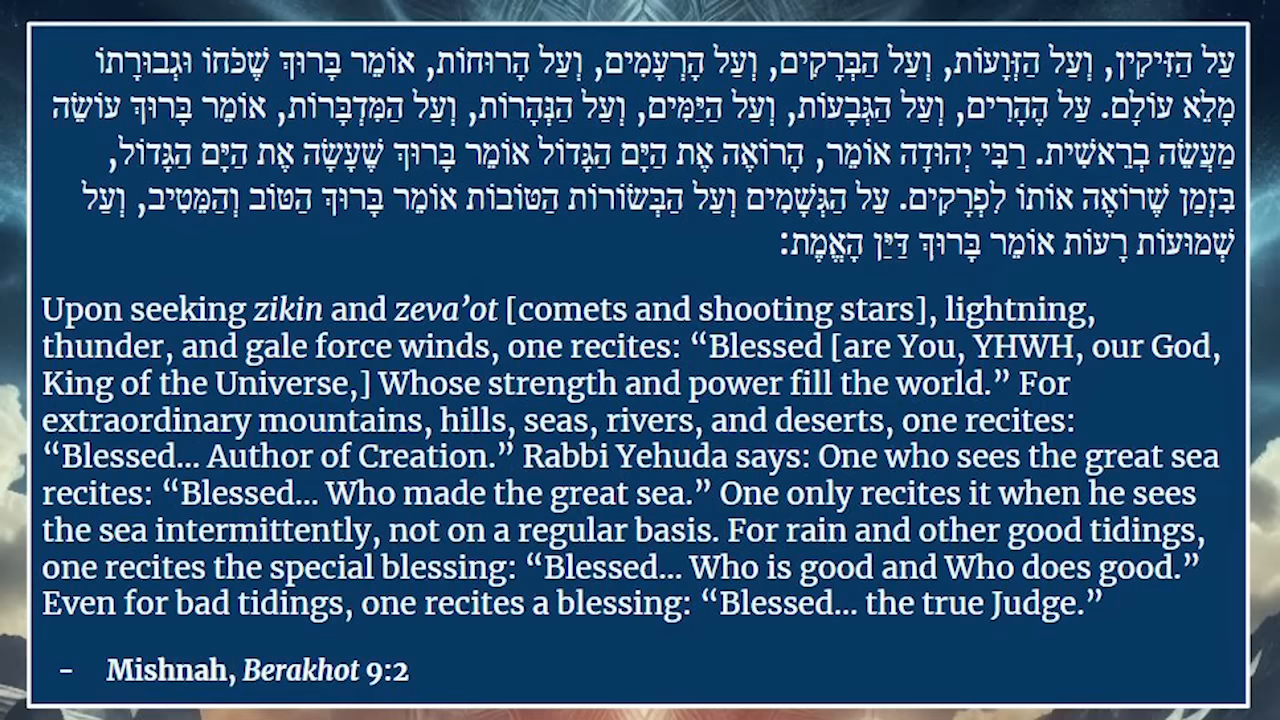 עַל הַזִּיקִין, וְעַל הַזְּוָעוֹת, וְעַל הַבְּרָקִים, וְעַל הָרְעָמִים, וְעַל הָרוּחוֹת, אוֹמֵר בָּרוּךְ שֶׁכֹּחוֹ וּגְבוּרָתוֹ
מָלֵא עוֹלָם. עַל הֶהָרִים, וְעַל הַגְּבָעוֹת, וְעַל הַיַּמִּים, וְעַל הַנְּהָרוֹת, וְעַל הַמִּדְבָּרוֹת, אוֹמֵר בָּרוּךְ עוֹשֵׂה
מַעֲשֵׂה בְרֵאשִׁית. רַבִּי יְהוּדָה אוֹמֵר, הָרוֹאֶה אֶת הַיָּם הַגָּדוֹל אוֹמֵר בָּרוּךְ שֶׁעָשָׂה אֶת הַיָּם הַגָּדוֹל,
בִּזְמַן שֶׁרוֹאֶה אוֹתוֹ לִפְרָקִים. עַל הַגְּשָׁמִים וְעַל הַבְּשׂוֹרוֹת הַטּוֹבוֹת אוֹמֵר בָּרוּךְ הַטּוֹב וְהַמֵּטִיב, וְעַל
שְׁמוּעוֹת רָעוֹת אוֹמֵר בָּרוּךְ דַּיַּן הָאֱמֶת:
Upon seeking zikin and zeva’ot [comets and shooting stars], lightning,
thunder, and gale force winds, one recites: “Blessed [are You, YHWH, our God,
King of the Universe,] Whose strength and power fill the world.” For
extraordinary mountains, hills, seas, rivers, and deserts, one recites:
“Blessed... Author of Creation.” Rabbi Yehuda says: One who sees the great sea
recites: “Blessed... Who made the great sea.” One only recites it when he sees
the sea intermittently, not on a regular basis. For rain and other good tidings,
one recites the special blessing: “Blessed... Who is good and Who does good.”
Even for bad tidings, one recites a blessing: “Blessed... the true Judge.”
- Mishnah, Berakhot 9:2